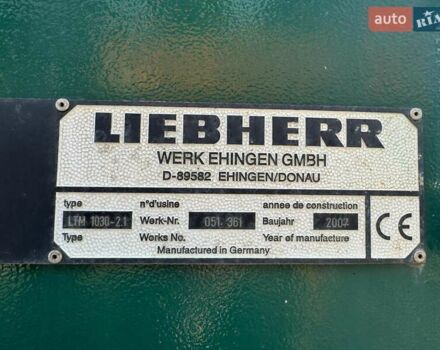 auto RIA
LIEBHERR
WERK EHINGEN GMBH
D-89582 EHINGEN/DONAU
type n°d'usine annee de construction
LTM 1030-2.1 Werk-Nr. 051 361 Baujahr 2007
Type Works No. Year of manufacture
Manufactured in Germany
CE